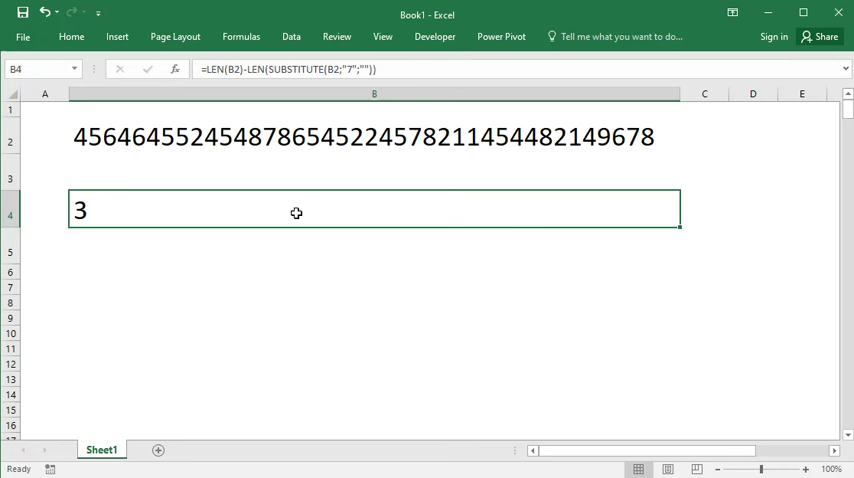 Book1 - Excel
File Home Insert Page Layout Formulas Data Review View Developer Power Pivot Tell me what you want to do... Sign in Share
B4 fx =LEN(B2)-LEN(SUBSTITUTE(B2;"7";""))
A B C D E
1
2 4564645524548786545224578211454482149678
3
4 3
5
6
7
8
9
10
11
12
13
14
15
16
17
Sheet1
Ready 100%